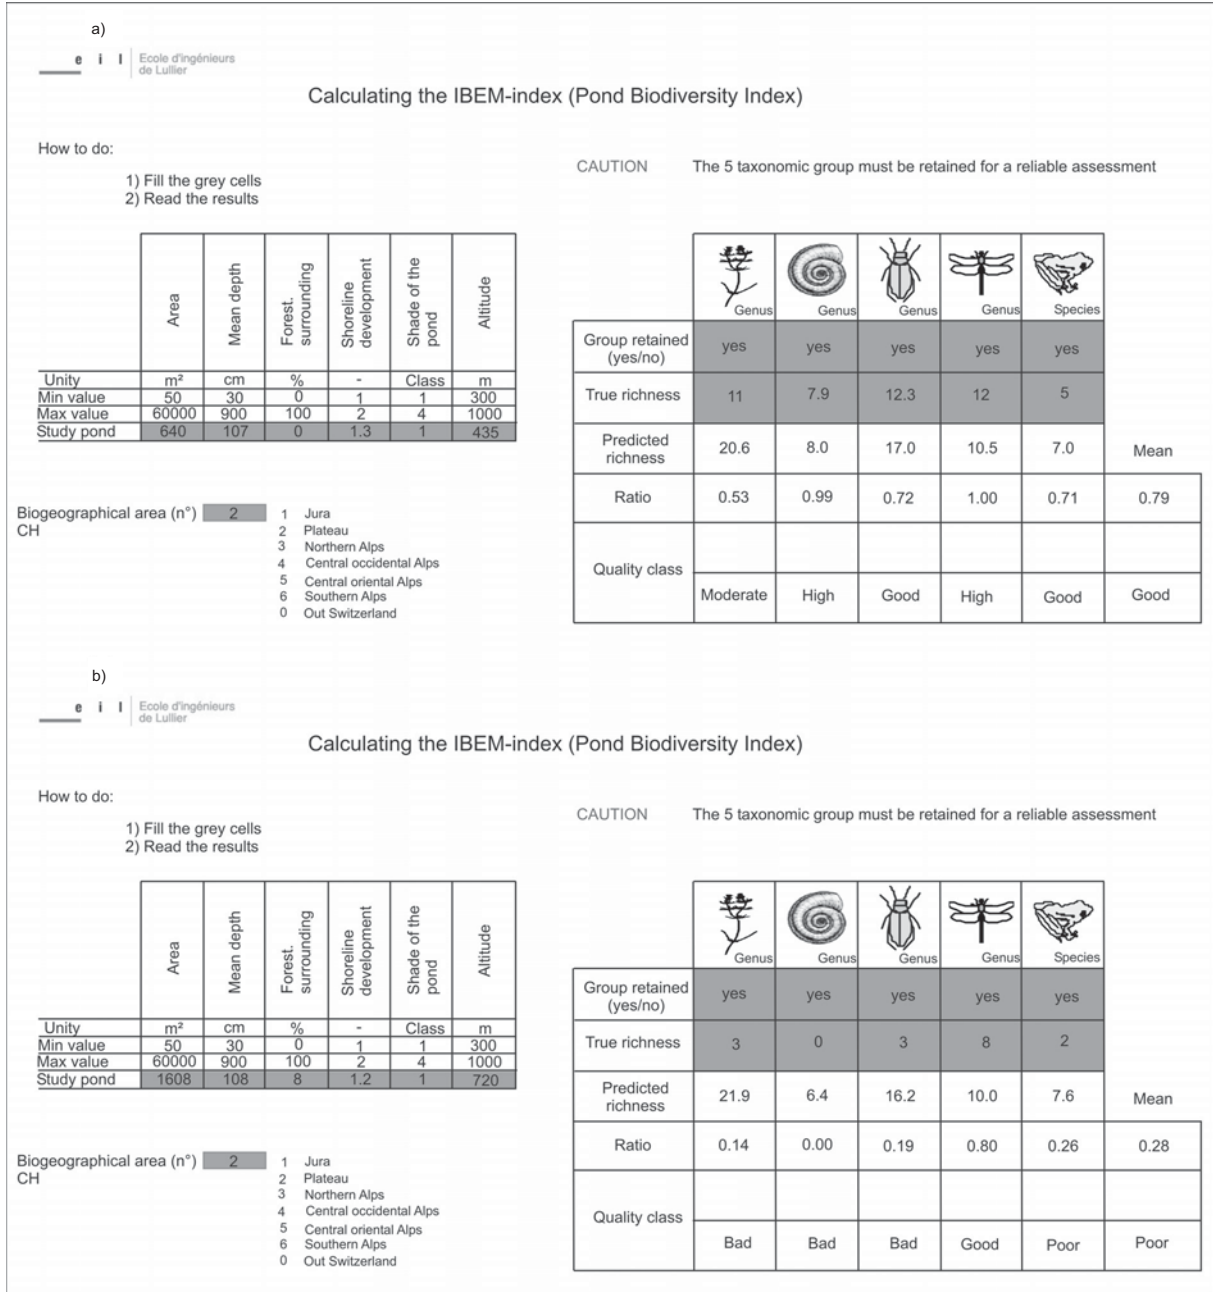 a)
e i l Ecole d'ingénieurs
de Lullier
Calculating the IBEM-index (Pond Biodiversity Index)
How to do:
1) Fill the grey cells
2) Read the results
CAUTION The 5 taxonomic group must be retained for a reliable assessment
Area Mean depth Forest. surrounding Shoreline development Shade of the pond Altitude
Unity m² cm % - Class m
Min value 50 30 0 1 1 300
Max value 60000 900 100 2 4 1000
Study pond 640 107 0 1.3 1 435
Biogeographical area (n°) 2
CH
1 Jura
2 Plateau
3 Northern Alps
4 Central occidental Alps
5 Central oriental Alps
6 Southern Alps
0 Out Switzerland
Genus Genus Genus Genus Species
Group retained (yes/no) yes yes yes yes yes
True richness 11 7.9 12.3 12 5
Predicted richness 20.6 8.0 17.0 10.5 7.0 Mean
Ratio 0.53 0.99 0.72 1.00 0.71 0.79
Quality class
Moderate High Good High Good Good
b)
e i l Ecole d'ingénieurs
de Lullier
Calculating the IBEM-index (Pond Biodiversity Index)
How to do:
1) Fill the grey cells
2) Read the results
CAUTION The 5 taxonomic group must be retained for a reliable assessment
Area Mean depth Forest. surrounding Shoreline development Shade of the pond Altitude
Unity m² cm % - Class m
Min value 50 30 0 1 1 300
Max value 60000 900 100 2 4 1000
Study pond 1608 108 8 1.2 1 720
Biogeographical area (n°) 2
CH
1 Jura
2 Plateau
3 Northern Alps
4 Central occidental Alps
5 Central oriental Alps
6 Southern Alps
0 Out Switzerland
Genus Genus Genus Genus Species
Group retained (yes/no) yes yes yes yes yes
True richness 3 0 3 8 2
Predicted richness 21.9 6.4 16.2 10.0 7.6 Mean
Ratio 0.14 0.00 0.19 0.80 0.26 0.28
Quality class
Bad Bad Bad Good Poor Poor